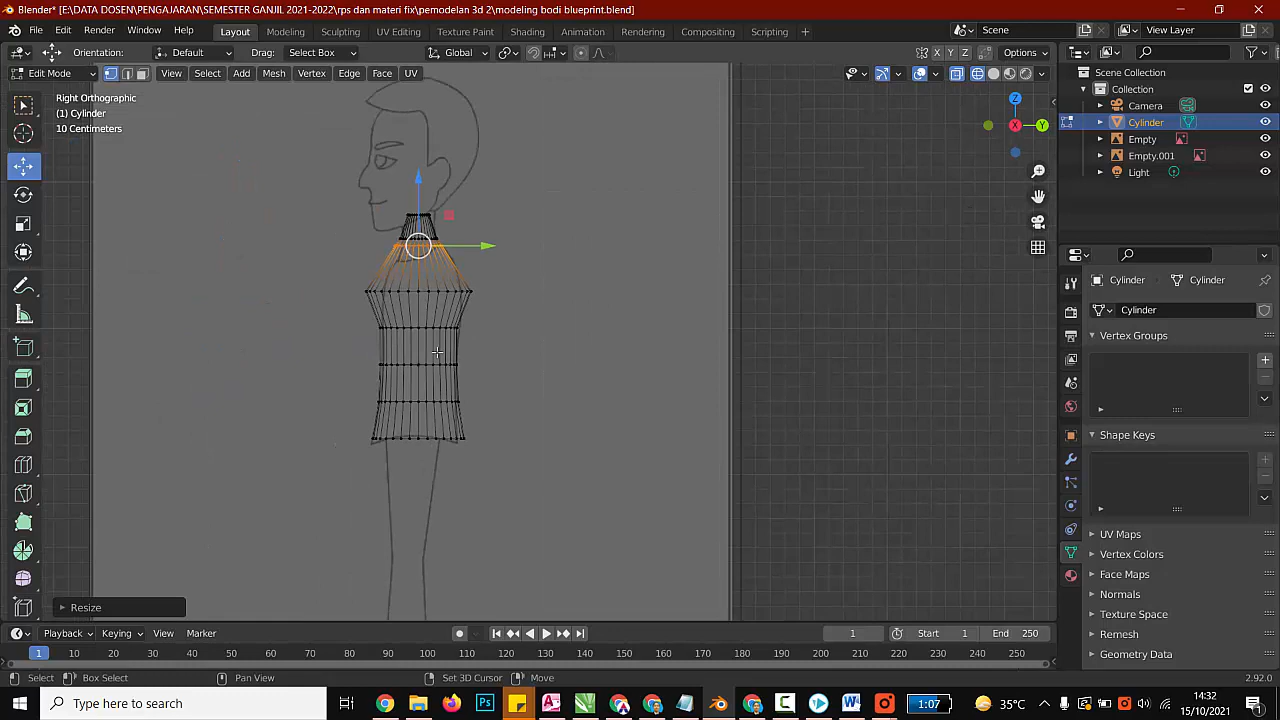 Blender* [E:\DATA DOSEN\PENGAJARAN\SEMESTER GANJIL 2021-2022\rps dan materi fix\pemodelan 3d 2\modeling bodi blueprint.blend]
File Edit Render Window Help Layout Modeling Sculpting UV Editing Texture Paint Shading Animation Rendering Compositing Scripting + Scene View Layer
Orientation: Default Drag: Select Box Global X Y Z Options
Edit Mode View Select Add Mesh Vertex Edge Face UV
Scene Collection
Collection
Camera
Cylinder
Empty
Empty.001
Light
Right Orthographic
(1) Cylinder
10 Centimeters
Z
X
Y
Cylinder Cylinder
Cylinder
Vertex Groups
Shape Keys
UV Maps
Vertex Colors
Face Maps
Normals
Texture Space
Remesh
Geometry Data
Resize
Playback Keying View Marker 1 Start 1 End 250
1 10 20 30 40 50 60 70 80 90 100 110 120 130 140 150 160 170 180 190 200 210 220 230 240 250
Select Box Select Pan View Set 3D Cursor Move 2.92.0
Type here to search 1:07 35°C 14:32
15/10/2021